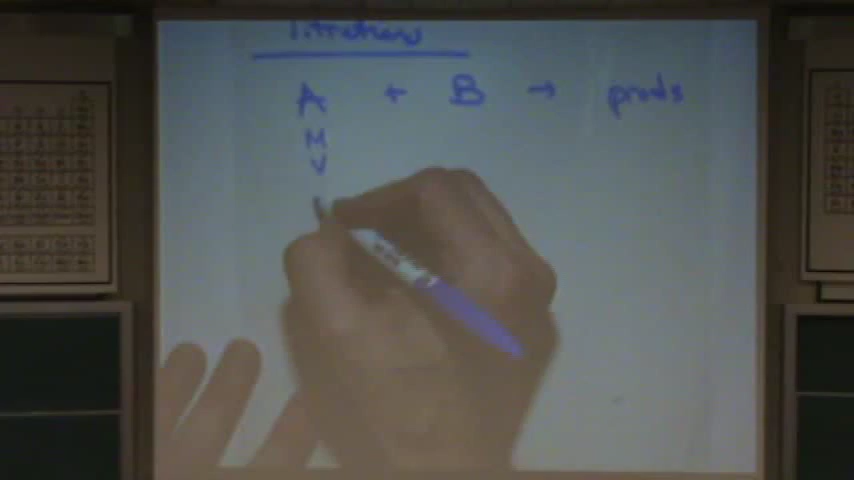 Titrations
A + B → prods
M
V